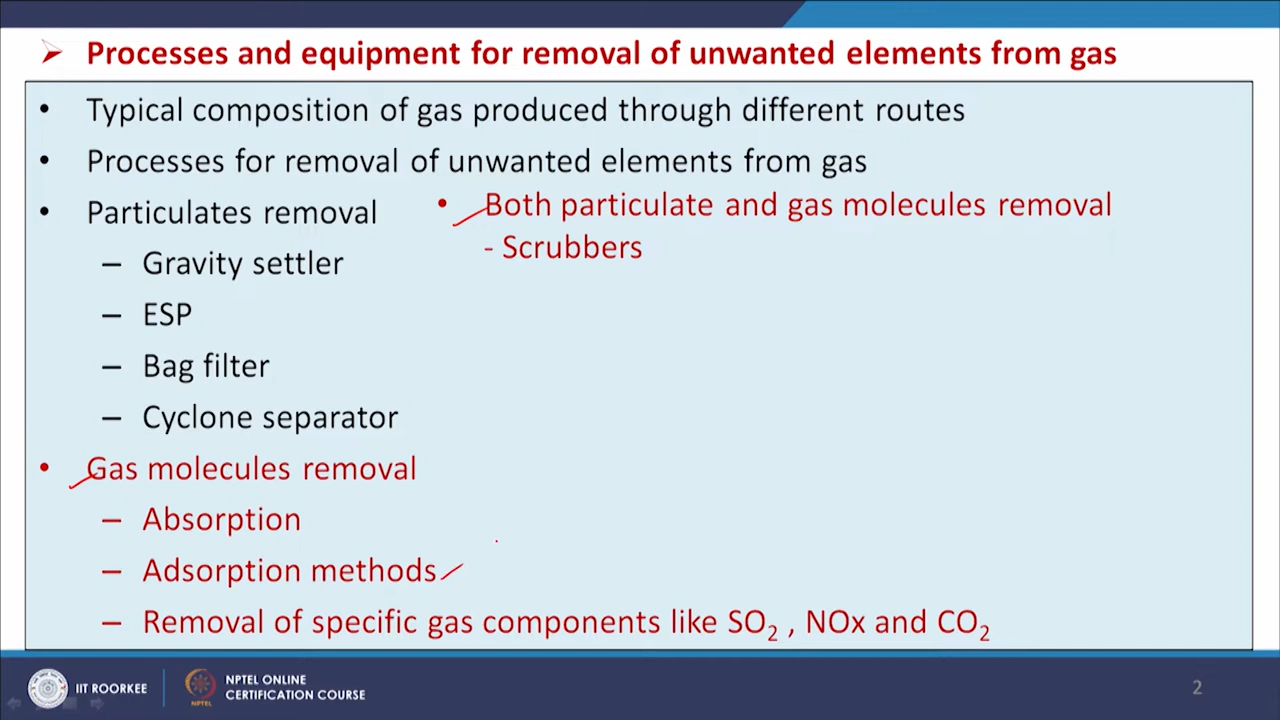 Processes and equipment for removal of unwanted elements from gas
• Typical composition of gas produced through different routes
• Processes for removal of unwanted elements from gas
• Particulates removal
– Gravity settler
– ESP
– Bag filter
– Cyclone separator
• Gas molecules removal
– Absorption
– Adsorption methods
– Removal of specific gas components like SO₂ , NOx and CO₂
• Both particulate and gas molecules removal
- Scrubbers
IIT ROORKEE
NPTEL
NPTEL ONLINE
CERTIFICATION COURSE
2